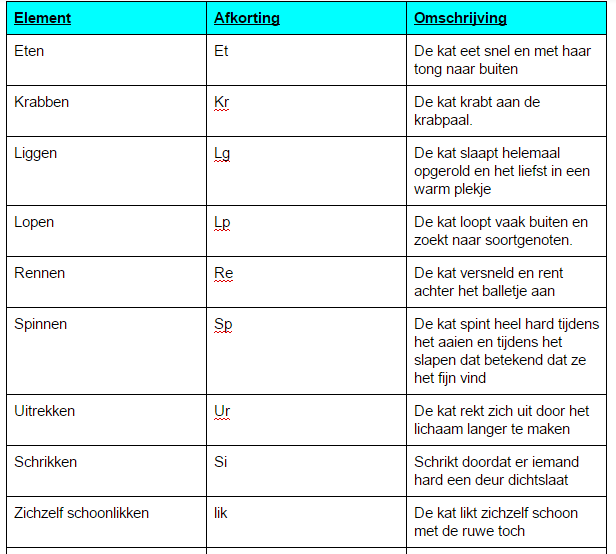 Element Afkorting Omschrijving
Eten Et De kat eet snel en met haar
tong naar buiten
Krabben Kr De kat krabt aan de
krabpaal.
Liggen Lg De kat slaapt helemaal
opgerold en het liefst in een
warm plekje
Lopen Lp De kat loopt vaak buiten en
zoekt naar soortgenoten.
Rennen Re De kat versneld en rent
achter het balletje aan
Spinnen Sp De kat spint heel hard tijdens
het aaien en tijdens het
slapen dat betekend dat ze
het fijn vind
Uitrekken Ur De kat rekt zich uit door het
lichaam langer te maken
Schrikken Si Schrikt doordat er iemand
hard een deur dichtslaat
Zichzelf schoonlikken lik De kat likt zichzelf schoon
met de ruwe toch